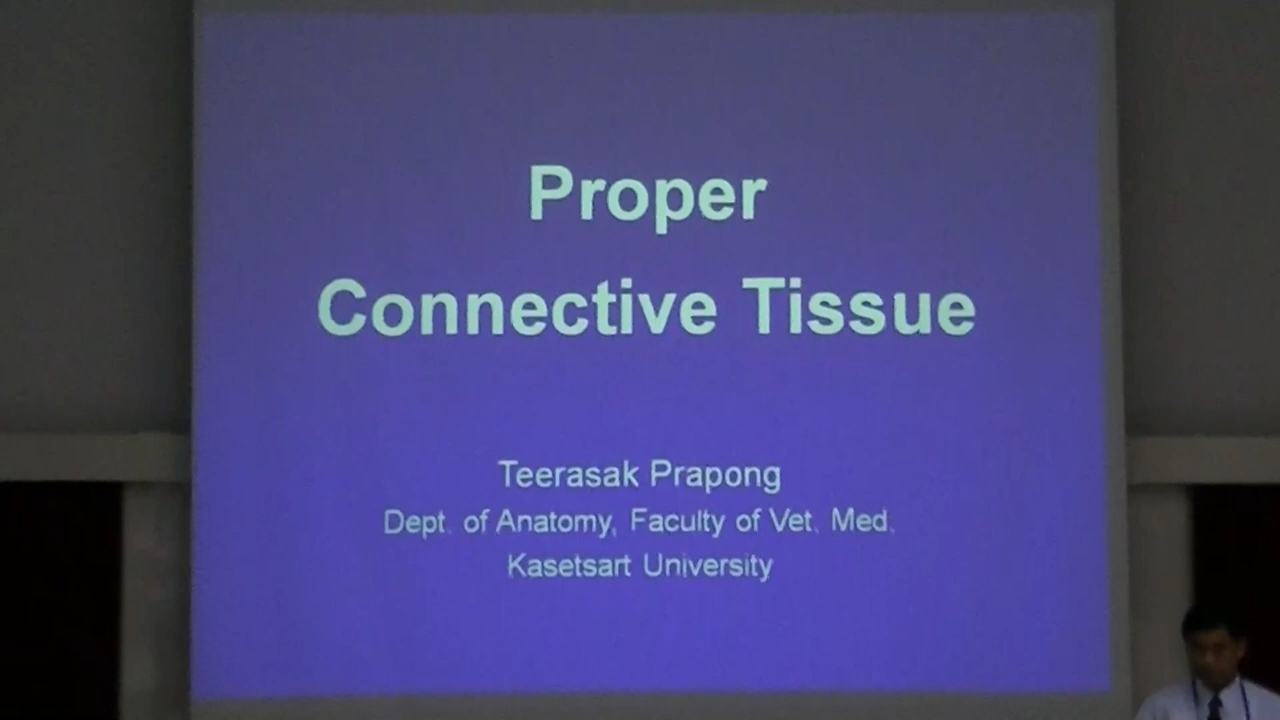 Proper
Connective Tissue
Teerasak Prapong
Dept. of Anatomy, Faculty of Vet. Med.
Kasetsart University